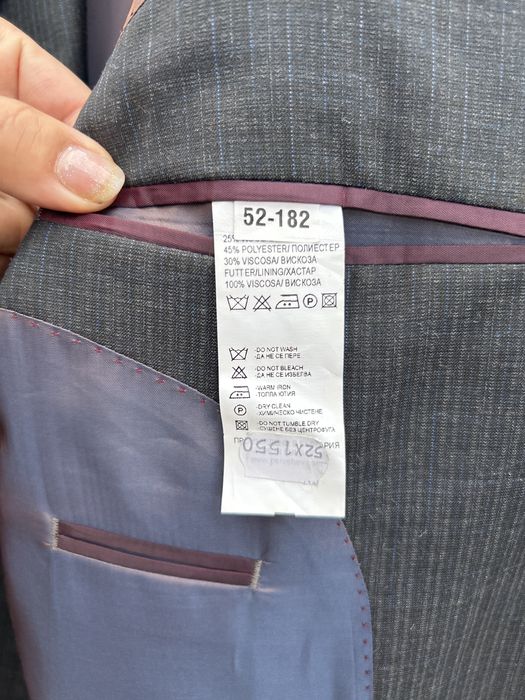 52-182
25%
45% POLYESTER/ ПОЛИЕСТЕР
30% VISCOSA/ ВИСКОЗА
FUTTER/LINING/ХАСТАР
100% VISCOSA/ ВИСКОЗА
P
-DO NOT WASH
-ДА НЕ СЕ ПЕРЕ
-DO NOT BLEACH
-ДА НЕ СЕ ИЗБЕЛВА
-WARM IRON
-ТОПЛА ЮТИЯ
P
-DRY CLEAN
-ХИМИЧЕСКО ЧИСТЕНЕ
-DO NOT TUMBLE DRY
СУШЕНЕ БЕЗ ЦЕНТРОФУГА
52X1550